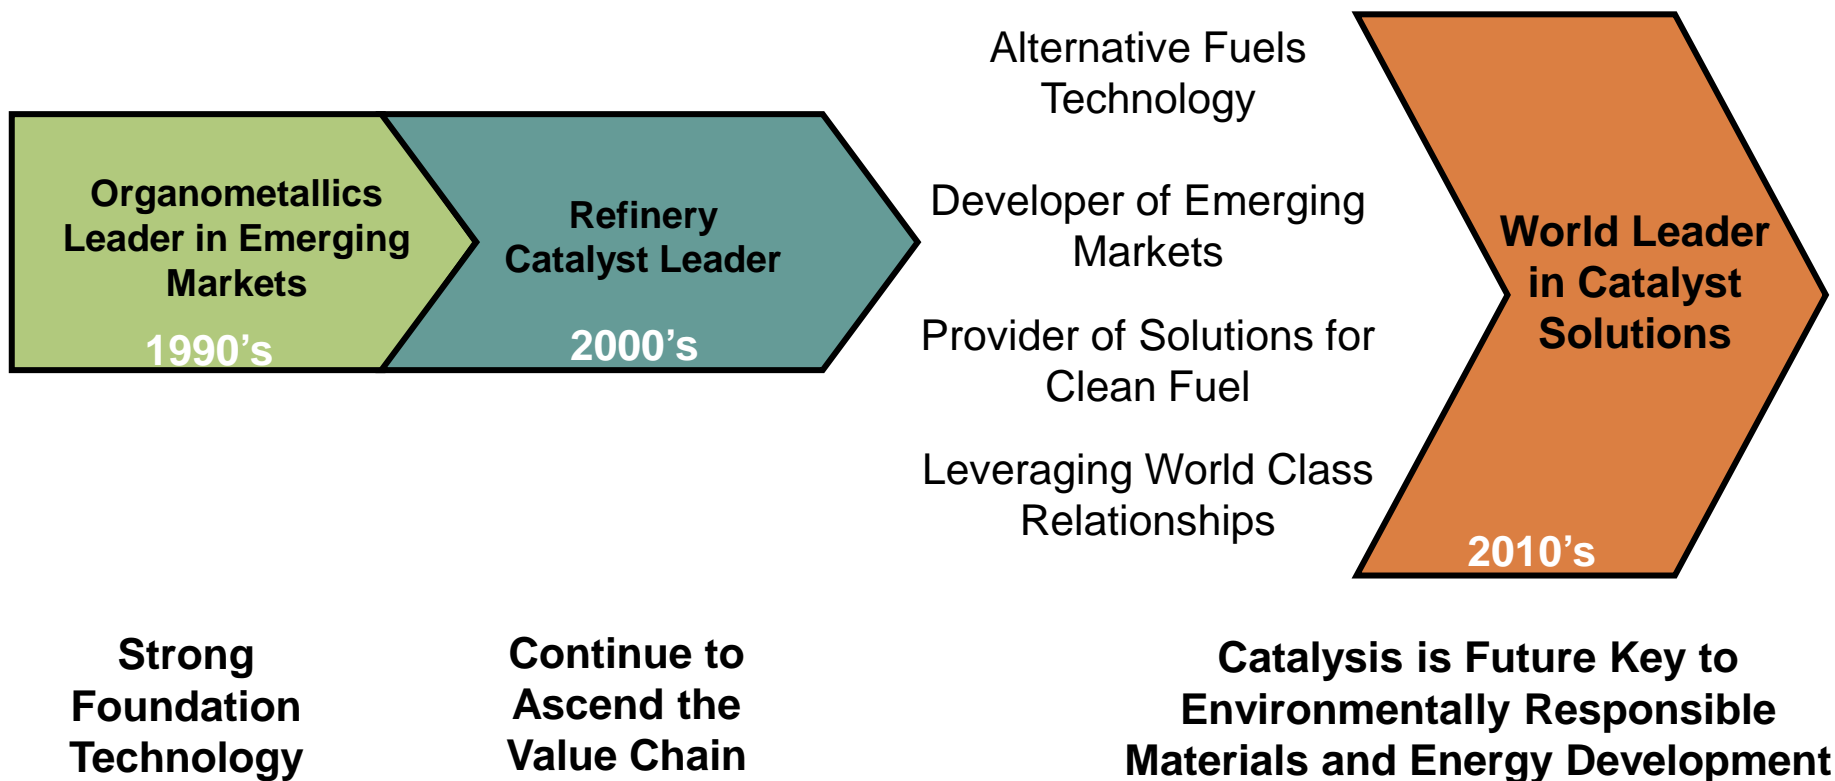 Organometallics
Leader in Emerging
Markets
1990’s
Refinery
Catalyst Leader
2000’s
Alternative Fuels
Technology
Developer of Emerging
Markets
Provider of Solutions for
Clean Fuel
Leveraging World Class
Relationships
World Leader
in Catalyst
Solutions
2010’s
Strong
Foundation
Technology
Continue to
Ascend the
Value Chain
Catalysis is Future Key to
Environmentally Responsible
Materials and Energy Development